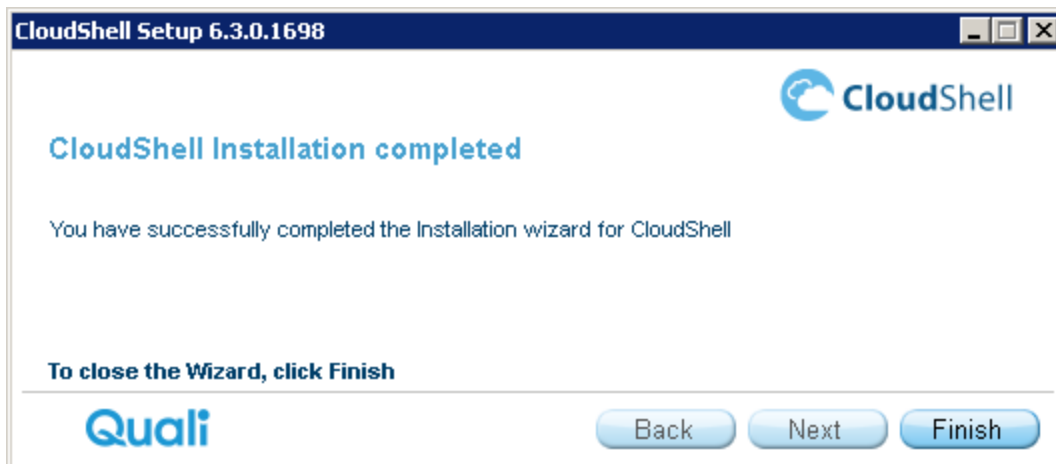 CloudShell Setup 6.3.0.1698
CloudShell
CloudShell Installation completed
You have successfully completed the Installation wizard for CloudShell
To close the Wizard, click Finish
Quali
Back
Next
Finish